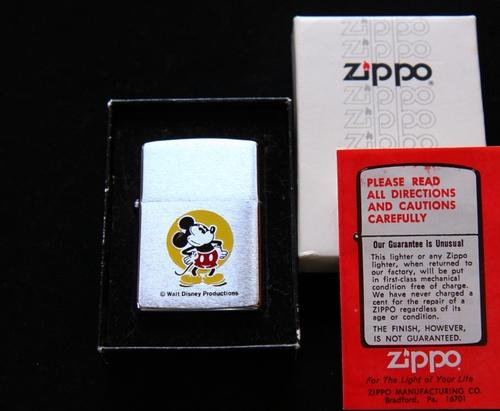 zippo
PLEASE READ
ALL DIRECTIONS
AND CAUTIONS
CAREFULLY
Our Guarantee is Unusual
This lighter or any Zippo
lighter, when returned to
our factory, will be put
in first-class mechanical
condition free of charge.
We have never charged a
cent for the repair of a
ZIPPO regardless of its
age or condition.
THE FINISH, HOWEVER,
IS NOT GUARANTEED.
zippo
For The Light of Your Life
ZIPPO MANUFACTURING CO.
Bradford, Pa. 16701
© Walt Disney Productions